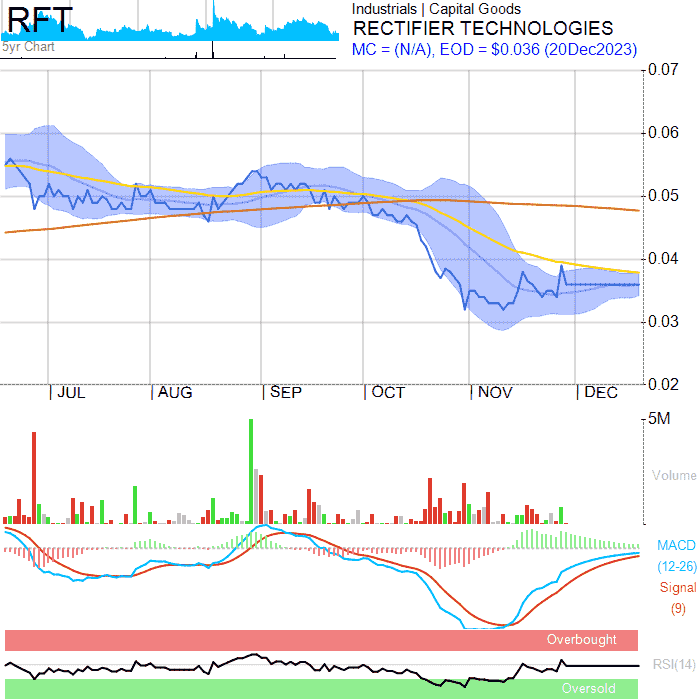 RFT
5yr Chart
Industrials | Capital Goods
RECTIFIER TECHNOLOGIES
MC = (N/A), EOD = $0.036 (20Dec2023)
0.07
0.06
0.05
0.04
0.03
0.02
JUL AUG SEP OCT NOV DEC
5M
Volume
MACD
(12-26)
Signal
(9)
Overbought
RSI(14)
Oversold